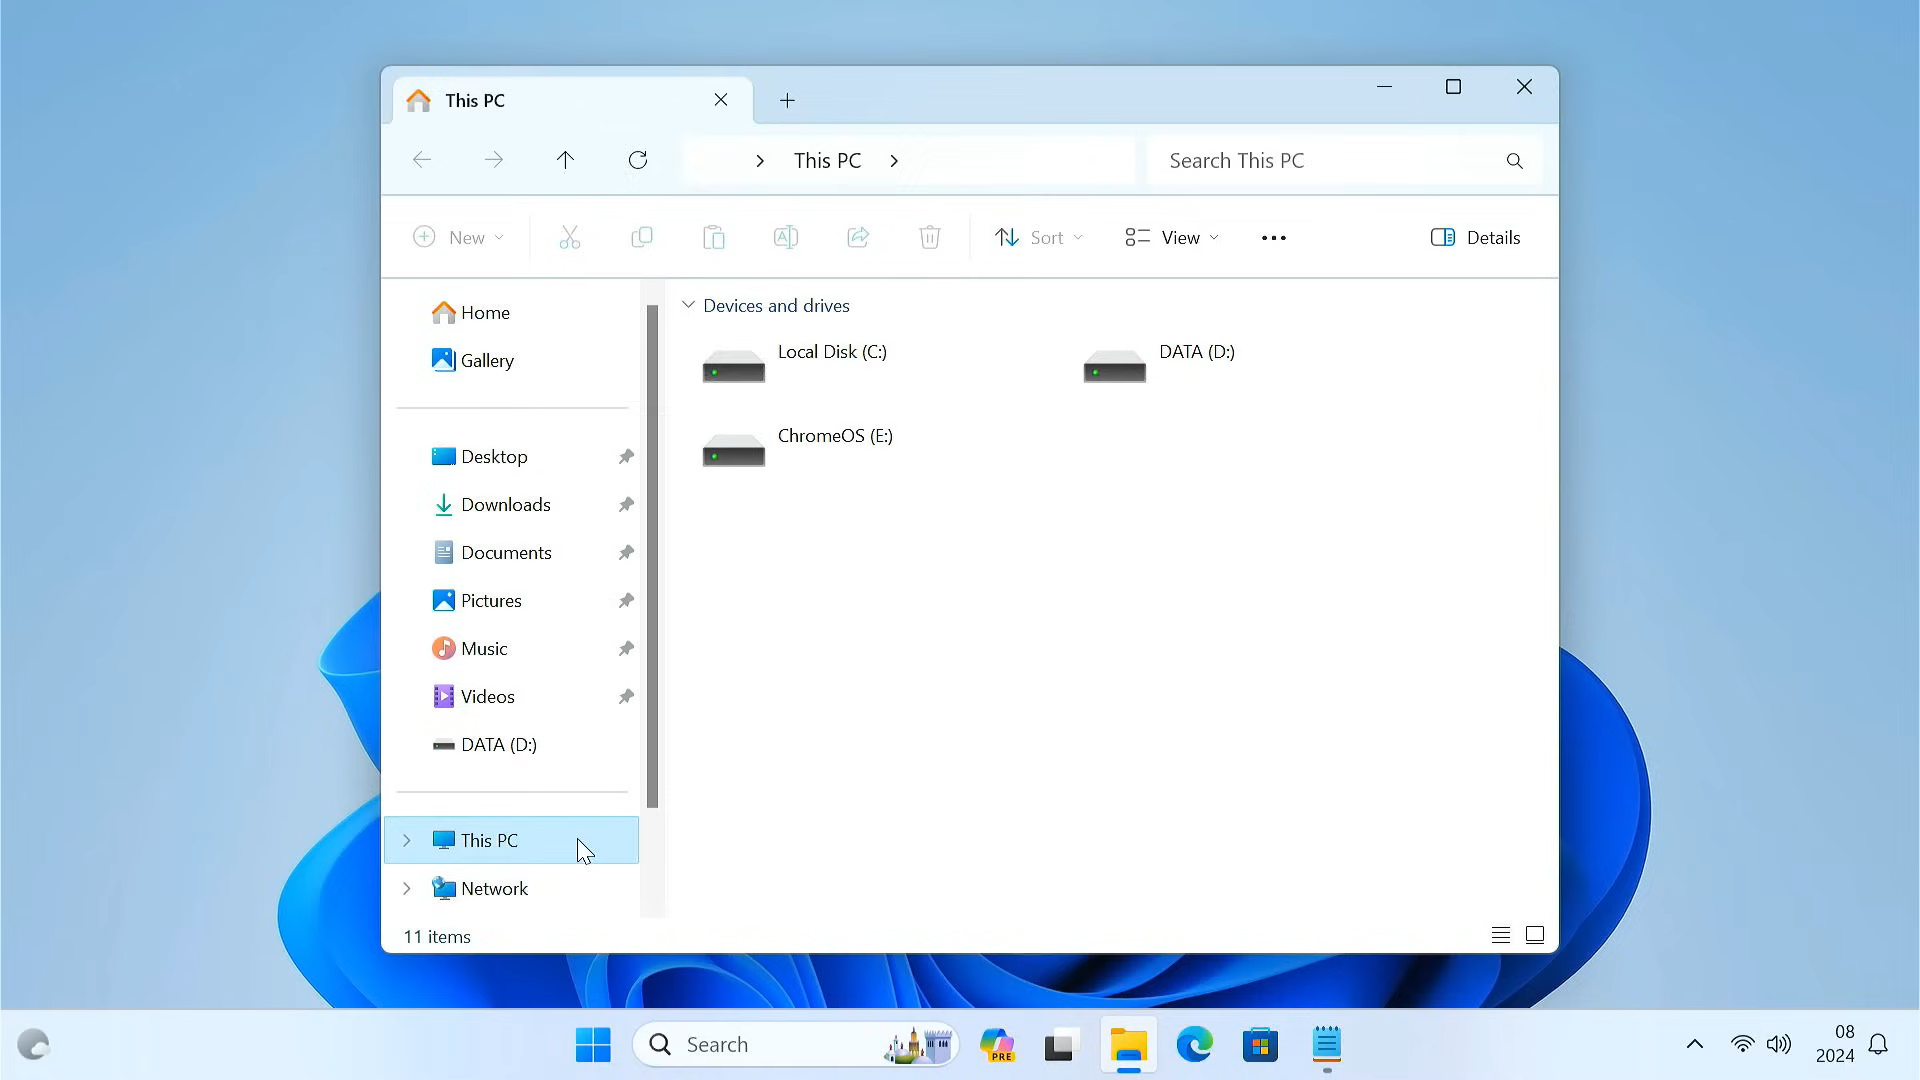 This PC
This PC
Search This PC
New
Sort
View
Details
Home
Gallery
Desktop
Downloads
Documents
Pictures
Music
Videos
DATA (D:)
This PC
Network
Devices and drives
Local Disk (C:)
DATA (D:)
ChromeOS (E:)
11 items
Search
PRE
08
2024